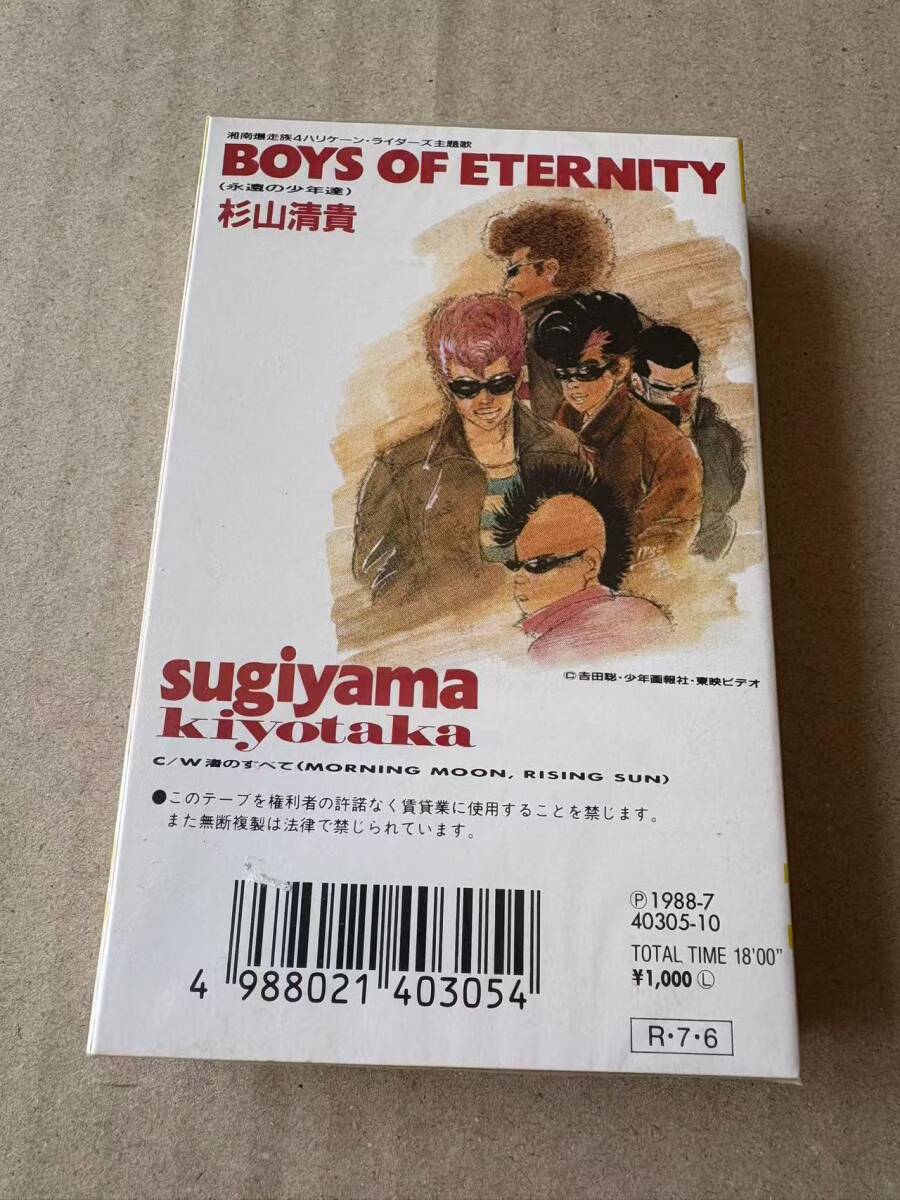 湘南爆走族4ハリケーン・ライダーズ主題歌
BOYS OF ETERNITY
(永遠の少年達)
杉山清貴
1988
©吉田聡・少年画報社・東映ビデオ
sugiyama
kiyotaka
C/W 渚のすべて(MORNING MOON, RISING SUN)
●このテープを権利者の許諾なく賃貸業に使用することを禁じます。
また無断複製は法律で禁じられています。
Ⓟ1988-7
40305-10
TOTAL TIME 18'00"
¥1,000 Ⓛ
4 988021 403054
R・7・6